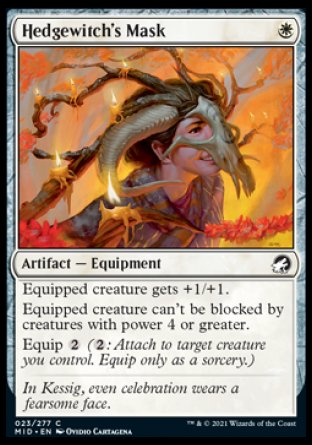 Hedgewitch's Mask
Artifact — Equipment
Equipped creature gets +1/+1.
Equipped creature can't be blocked by
creatures with power 4 or greater.
Equip 2 (2: Attach to target creature
you control. Equip only as a sorcery.)
In Kessig, even celebration wears a
fearsome face.
023/277 C
MID • EN Ovidio Cartagena
™ & © 2021 Wizards of the Coast